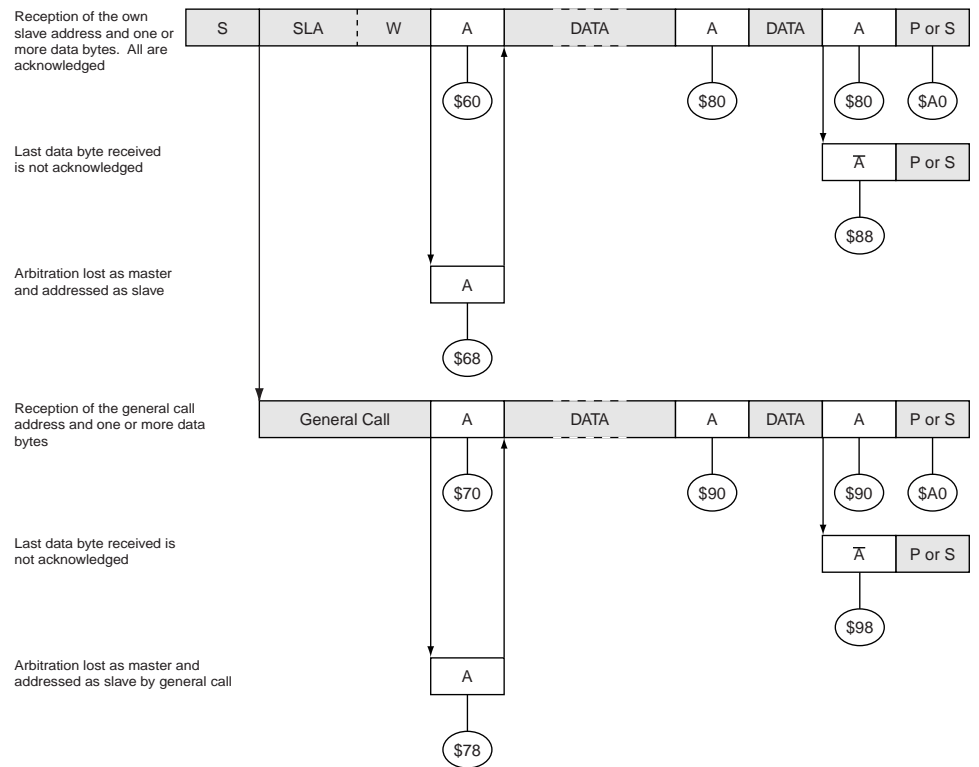 Reception of the own
slave address and one or
more data bytes. All are
acknowledged
S SLA W A DATA A DATA A P or S
$60 $80 $80 $A0
Last data byte received
is not acknowledged
A̅ P or S
$88
Arbitration lost as master
and addressed as slave
A
$68
Reception of the general call
address and one or more data
bytes
General Call A DATA A DATA A P or S
$70 $90 $90 $A0
Last data byte received is
not acknowledged
A̅ P or S
$98
Arbitration lost as master and
addressed as slave by general call
A
$78